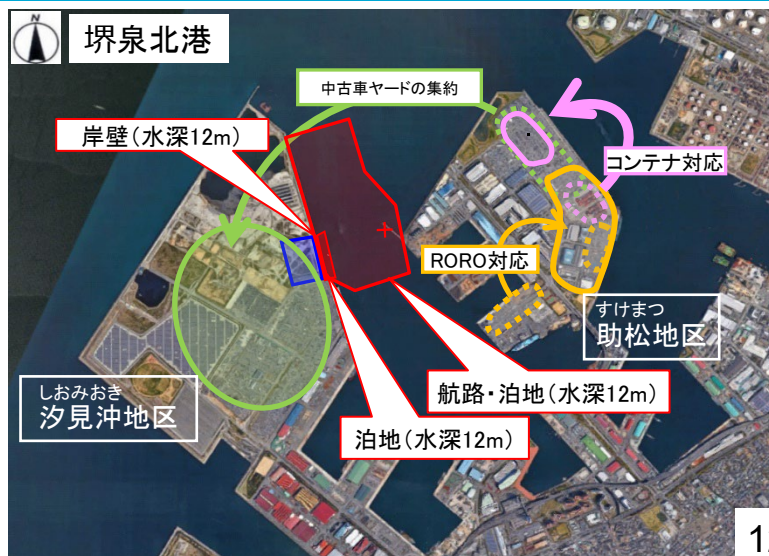 N
堺泉北港
中古車ヤードの集約
岸壁（水深12m）
コンテナ対応
RORO対応
すけまつ
助松地区
しおみおき
汐見沖地区
航路・泊地（水深12m）
泊地（水深12m）
1